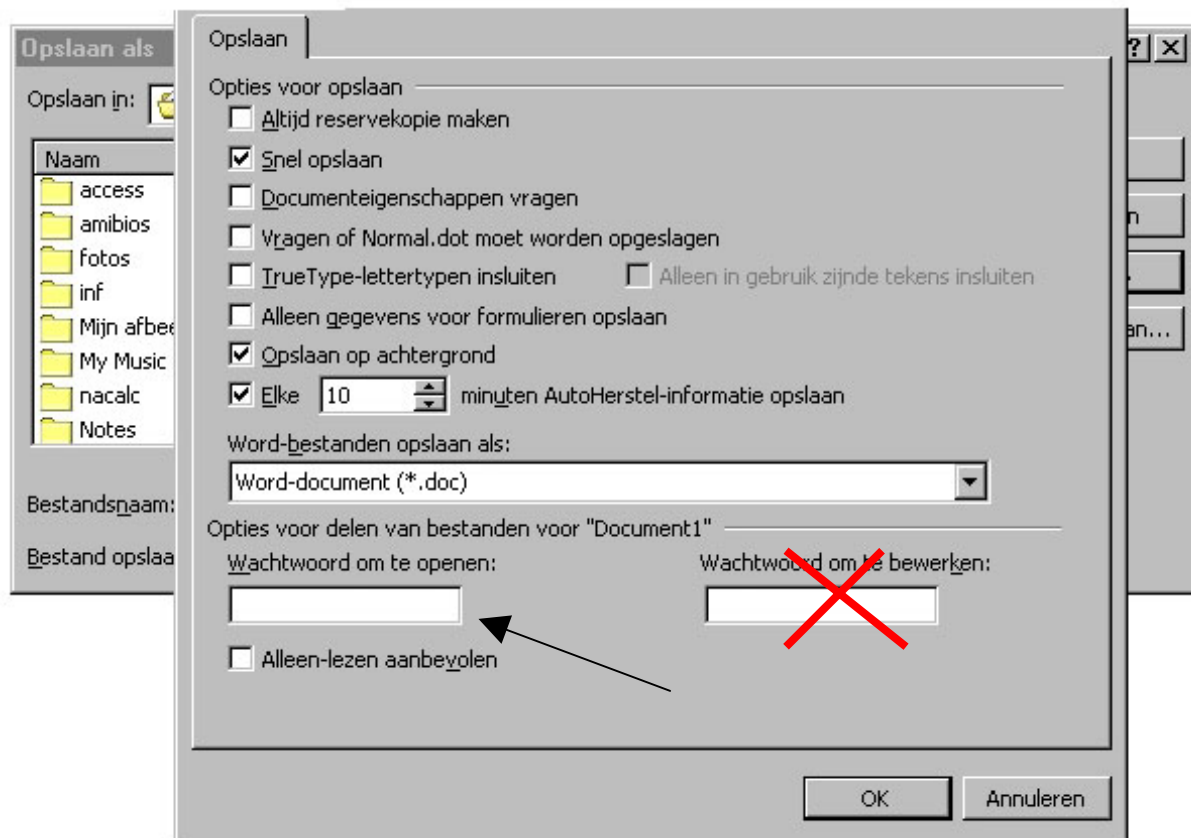 Opslaan als
Opslaan in:
Naam
access
amibios
fotos
inf
My Music
nacalc
Notes
Bestandsnaam:
Bestand
Opslaan
Opties voor opslaan
Altijd reservekopie maken
Snel opslaan
Documenteigenschappen vragen
Vragen of Normal.dot moet worden opgeslagen
TrueType-lettertypen insluiten
Alleen in gebruik zijnde tekens insluiten
Alleen gegevens voor formulieren opslaan
Opslaan op achtergrond
Elke 10 minuten AutoHerstel-informatie opslaan
Word-bestanden opslaan als:
Word-document (*.doc)
Opties voor delen van bestanden voor "Document1"
Wachtwoord om te openen:
Wachtwoord om te bewerken:
Alleen-lezen aanbevolen
OK
Annuleren